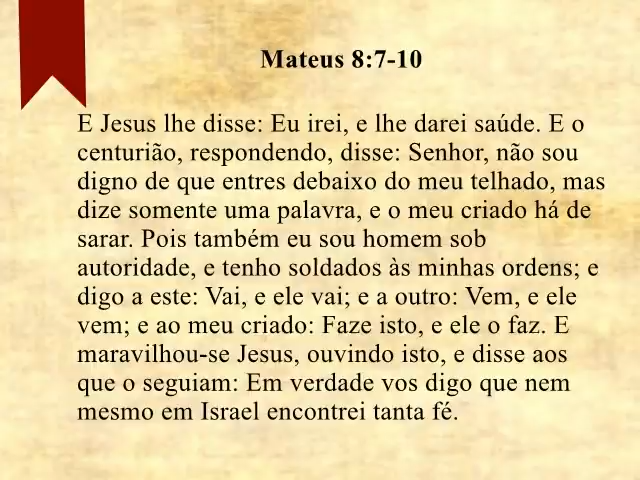 Mateus 8:7-10
E Jesus lhe disse: Eu irei, e lhe darei saúde. E o
centurião, respondendo, disse: Senhor, não sou
digno de que entres debaixo do meu telhado, mas
dize somente uma palavra, e o meu criado há de
sarar. Pois também eu sou homem sob
autoridade, e tenho soldados às minhas ordens; e
digo a este: Vai, e ele vai; e a outro: Vem, e ele
vem; e ao meu criado: Faze isto, e ele o faz. E
maravilhou-se Jesus, ouvindo isto, e disse aos
que o seguiam: Em verdade vos digo que nem
mesmo em Israel encontrei tanta fé.